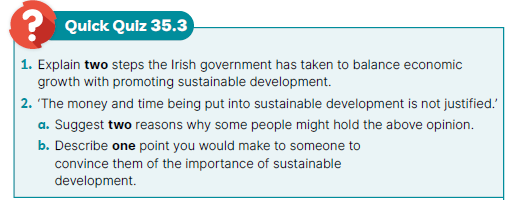 ?
Quick Quiz 35.3
1. Explain two steps the Irish government has taken to balance economic
growth with promoting sustainable development.
2. ‘The money and time being put into sustainable development is not justified.’
a. Suggest two reasons why some people might hold the above opinion.
b. Describe one point you would make to someone to
convince them of the importance of sustainable
development.